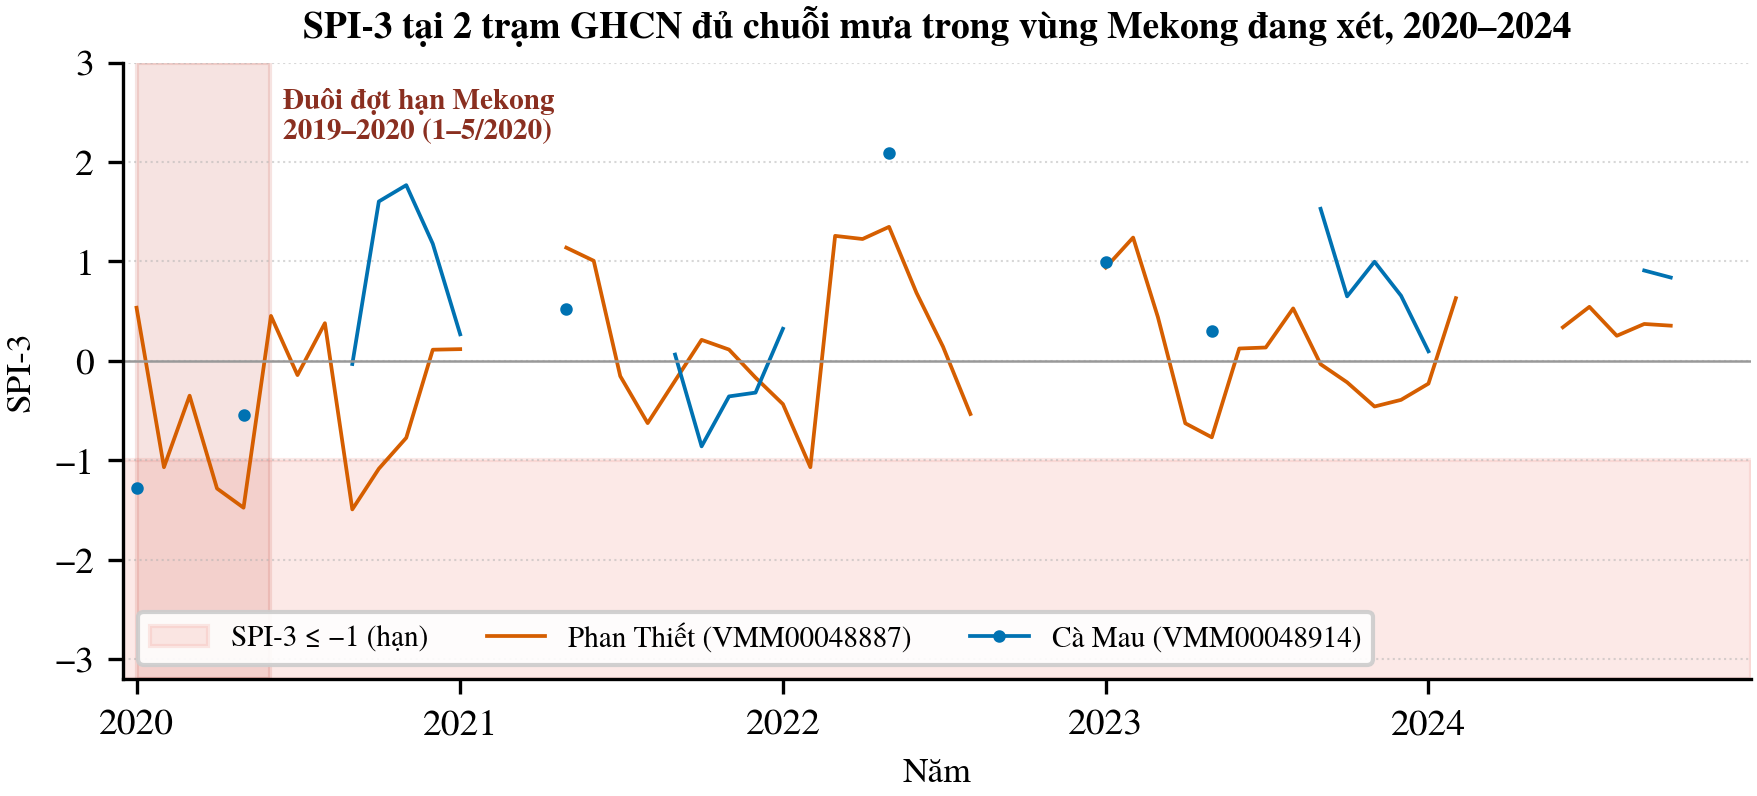 SPI-3 tại 2 trạm GHCN đủ chuỗi mưa trong vùng Mekong đang xét, 2020–2024
3
2
1
0
−1
−2
−3
SPI-3
Đuôi đợt hạn Mekong
2019–2020 (1–5/2020)
SPI-3 ≤ −1 (hạn)
Phan Thiết (VMM00048887)
Cà Mau (VMM00048914)
2020
2021
2022
2023
2024
Năm